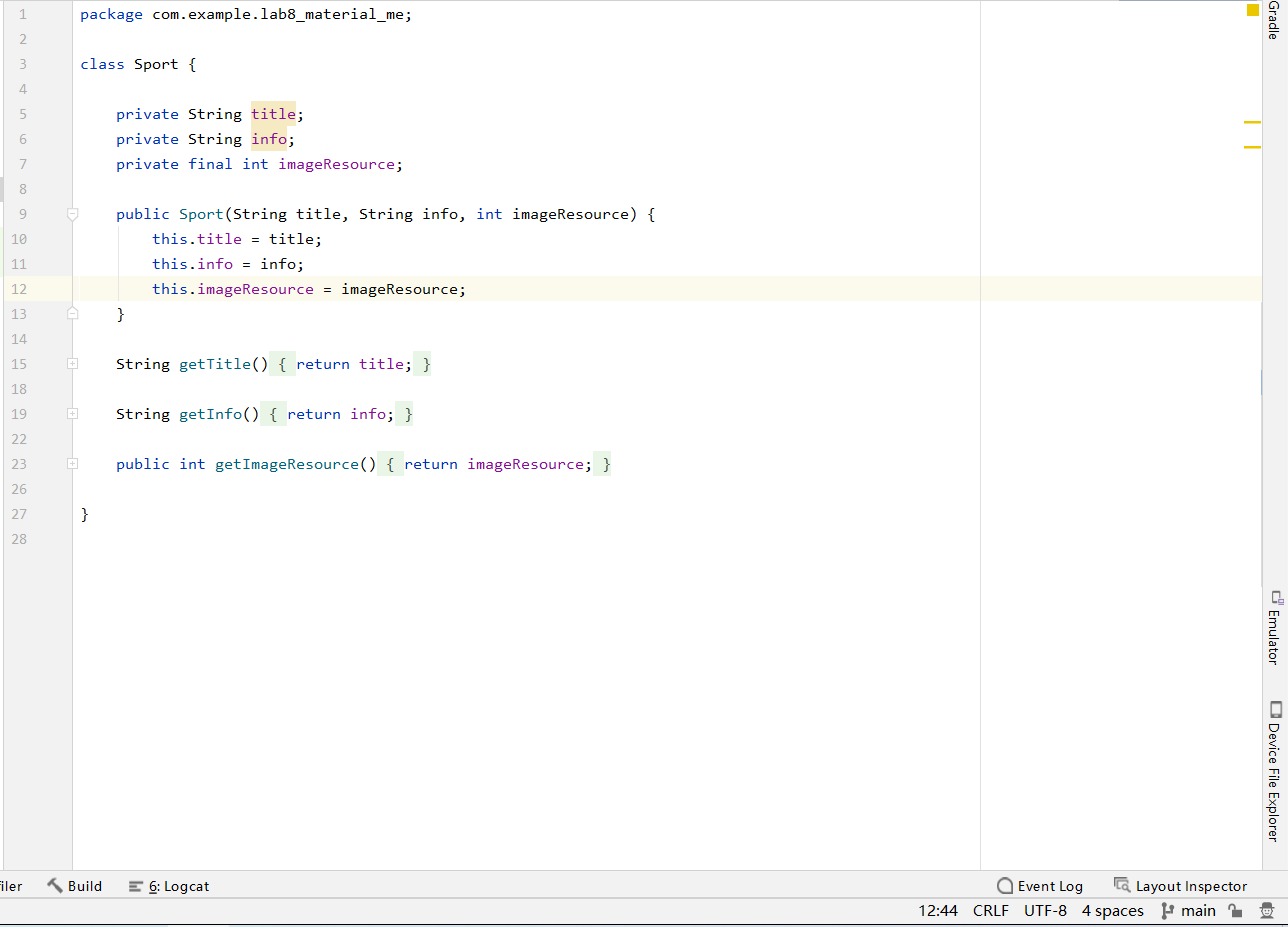 1 package com.example.lab8_material_me;
2
3 class Sport {
4
5 private String title;
6 private String info;
7 private final int imageResource;
8
9 public Sport(String title, String info, int imageResource) {
10 this.title = title;
11 this.info = info;
12 this.imageResource = imageResource;
13 }
14
15 String getTitle() { return title; }
18
19 String getInfo() { return info; }
22
23 public int getImageResource() { return imageResource; }
26
27 }
28
Gradle
Emulator
Device File Explorer
iler Build 6: Logcat Event Log Layout Inspector
12:44 CRLF UTF-8 4 spaces main